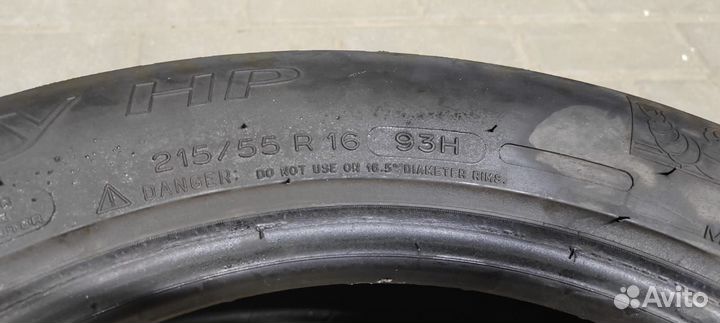 HP
215/55 R 16 93H
DANGER: DO NOT USE ON 16.5" DIAMETER RIMS.
Avito